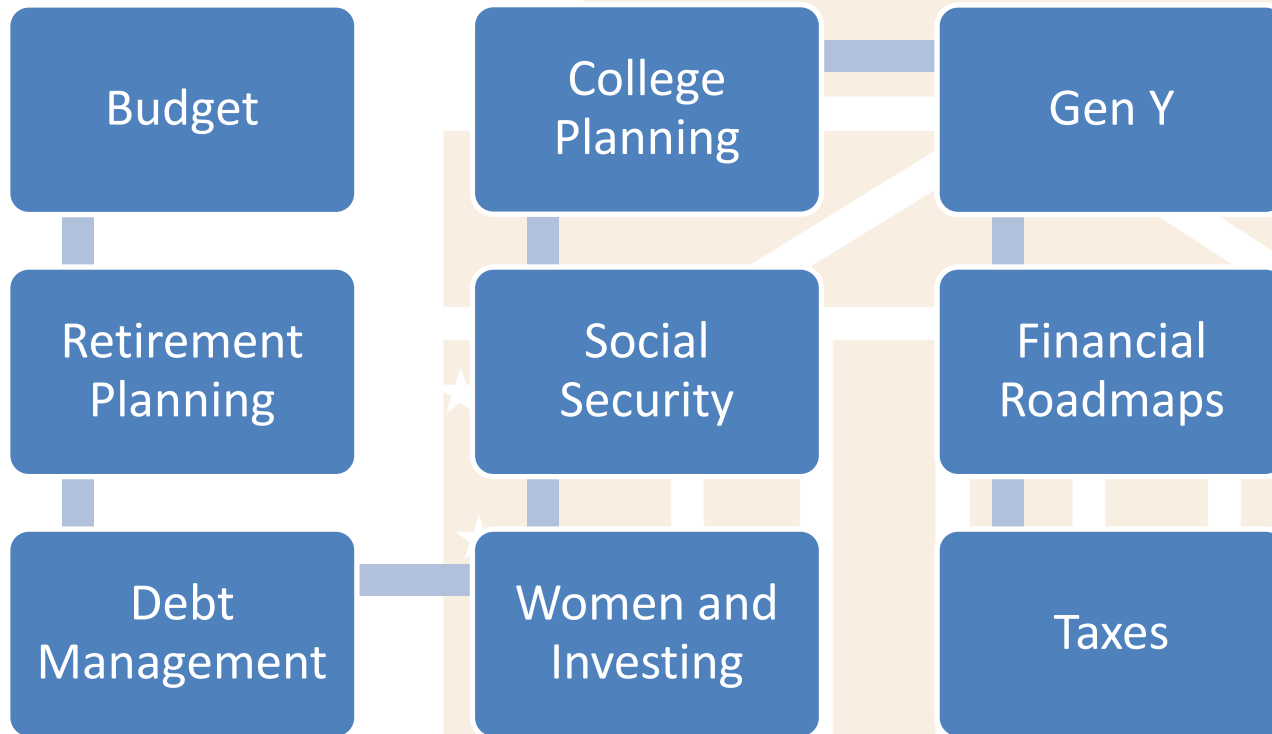 Budget
Retirement
Planning
Debt
Management
Women and
Investing
Social
Security
College
Planning
Gen Y
Financial
Roadmaps
Taxes